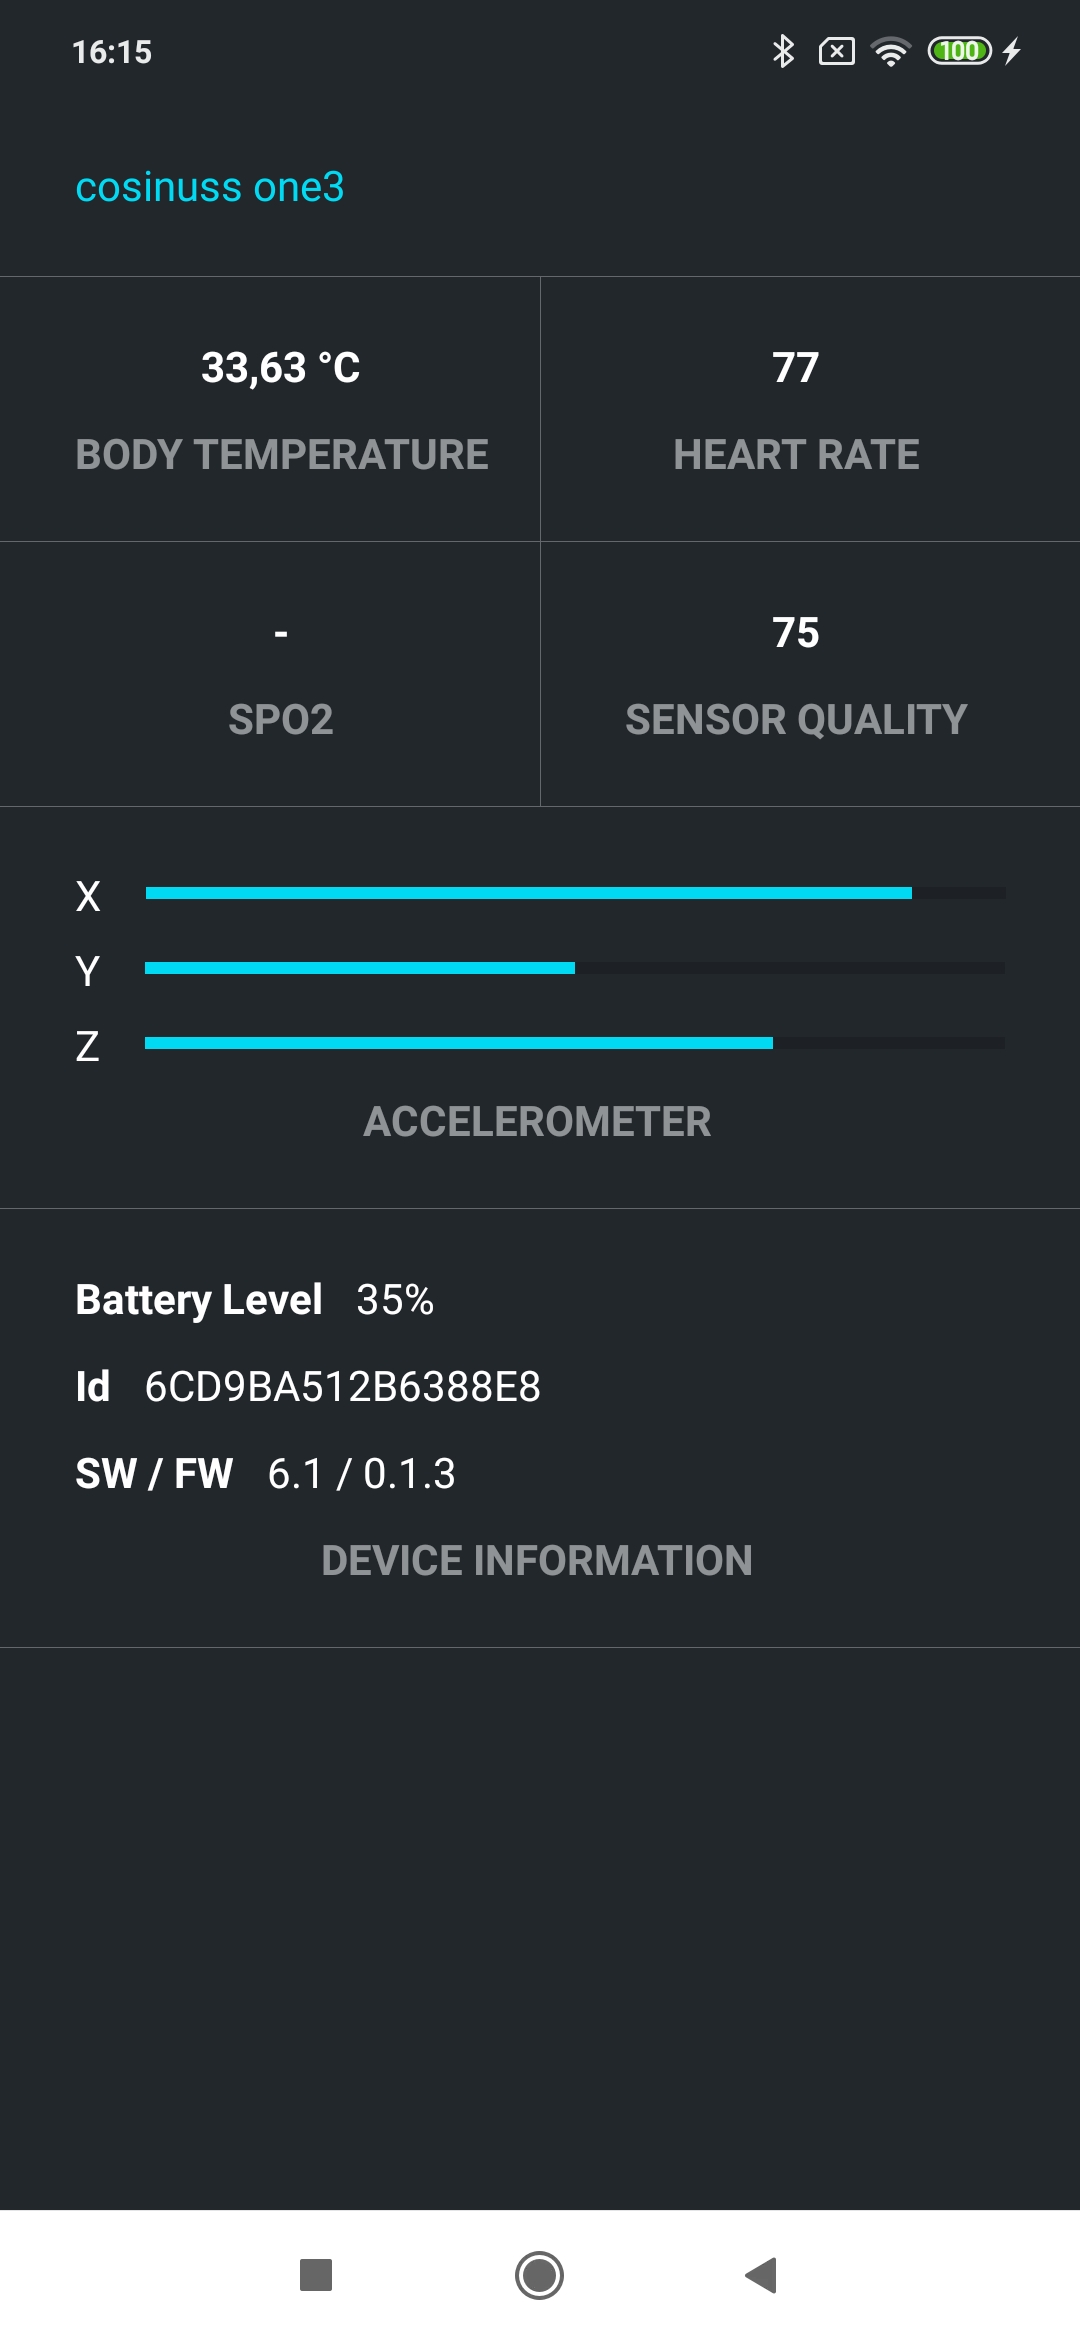 16:15
100
cosinuss one3
33,63 °C
77
BODY TEMPERATURE
HEART RATE
-
75
SPO2
SENSOR QUALITY
X
Y
Z
ACCELEROMETER
Battery Level 35%
Id 6CD9BA512B6388E8
SW / FW 6.1 / 0.1.3
DEVICE INFORMATION